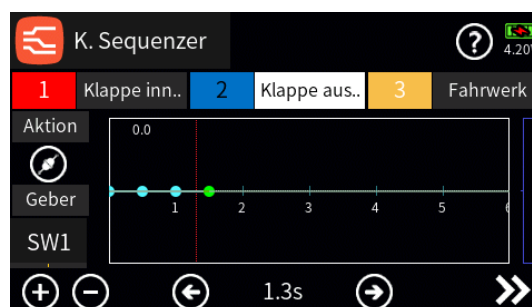 K. Sequenzer
4.20V
1 Klappe inn.. 2 Klappe aus.. 3 Fahrwerk
Aktion
0.0
Geber
1 2 3 4 5 6
SW1
1.3s